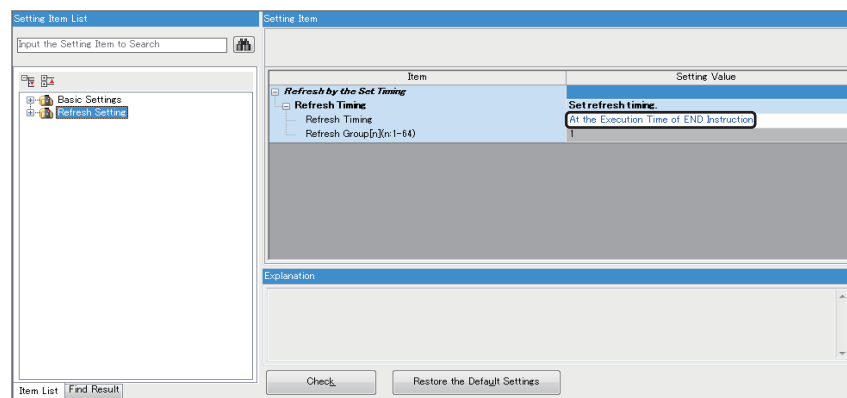 Setting Item List
Setting Item
Input the Setting Item to Search
Basic Settings
Refresh Setting
Item Setting Value
Refresh by the Set Timing
Refresh Timing Set refresh timing.
Refresh Timing At the Execution Time of END Instruction
Refresh Group[n](n:1-64) 1
Explanation
Check
Restore the Default Settings
Item List Find Result